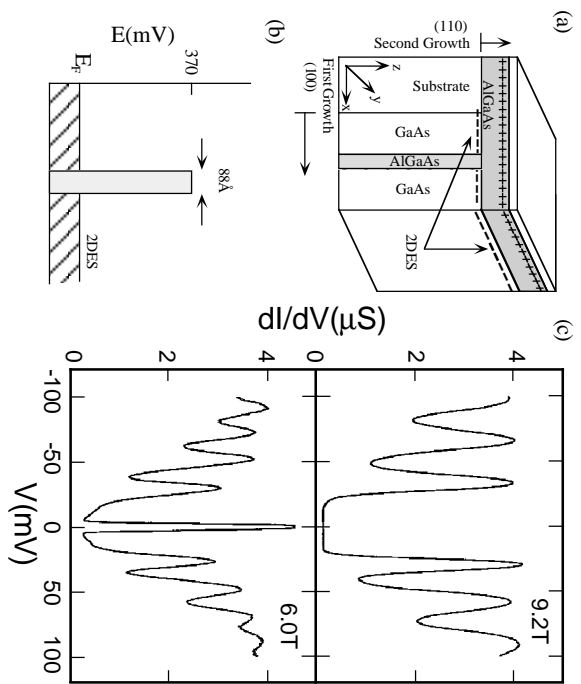 (a)
(110)
Second Growth
Substrate
AlGaAs
z
y
x
GaAs
AlGaAs
GaAs
First Growth
(100)
2DES
(b)
E(mV)
370
E_F
88Å
2DES
(c)
dI/dV(μS)
4
2
0
9.2T
4
2
0
6.0T
-100
-50
0
50
100
V(mV)